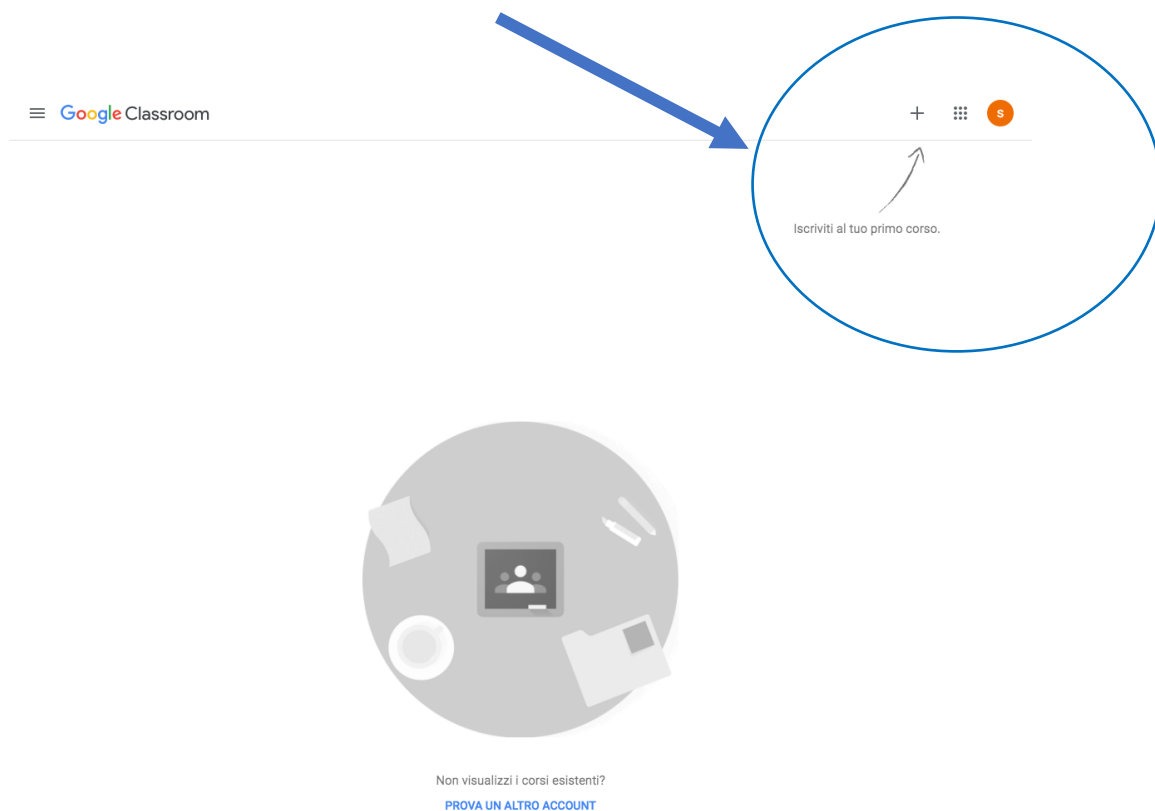 Google Classroom
S
Iscriviti al tuo primo corso.
Non visualizzi i corsi esistenti?
PROVA UN ALTRO ACCOUNT